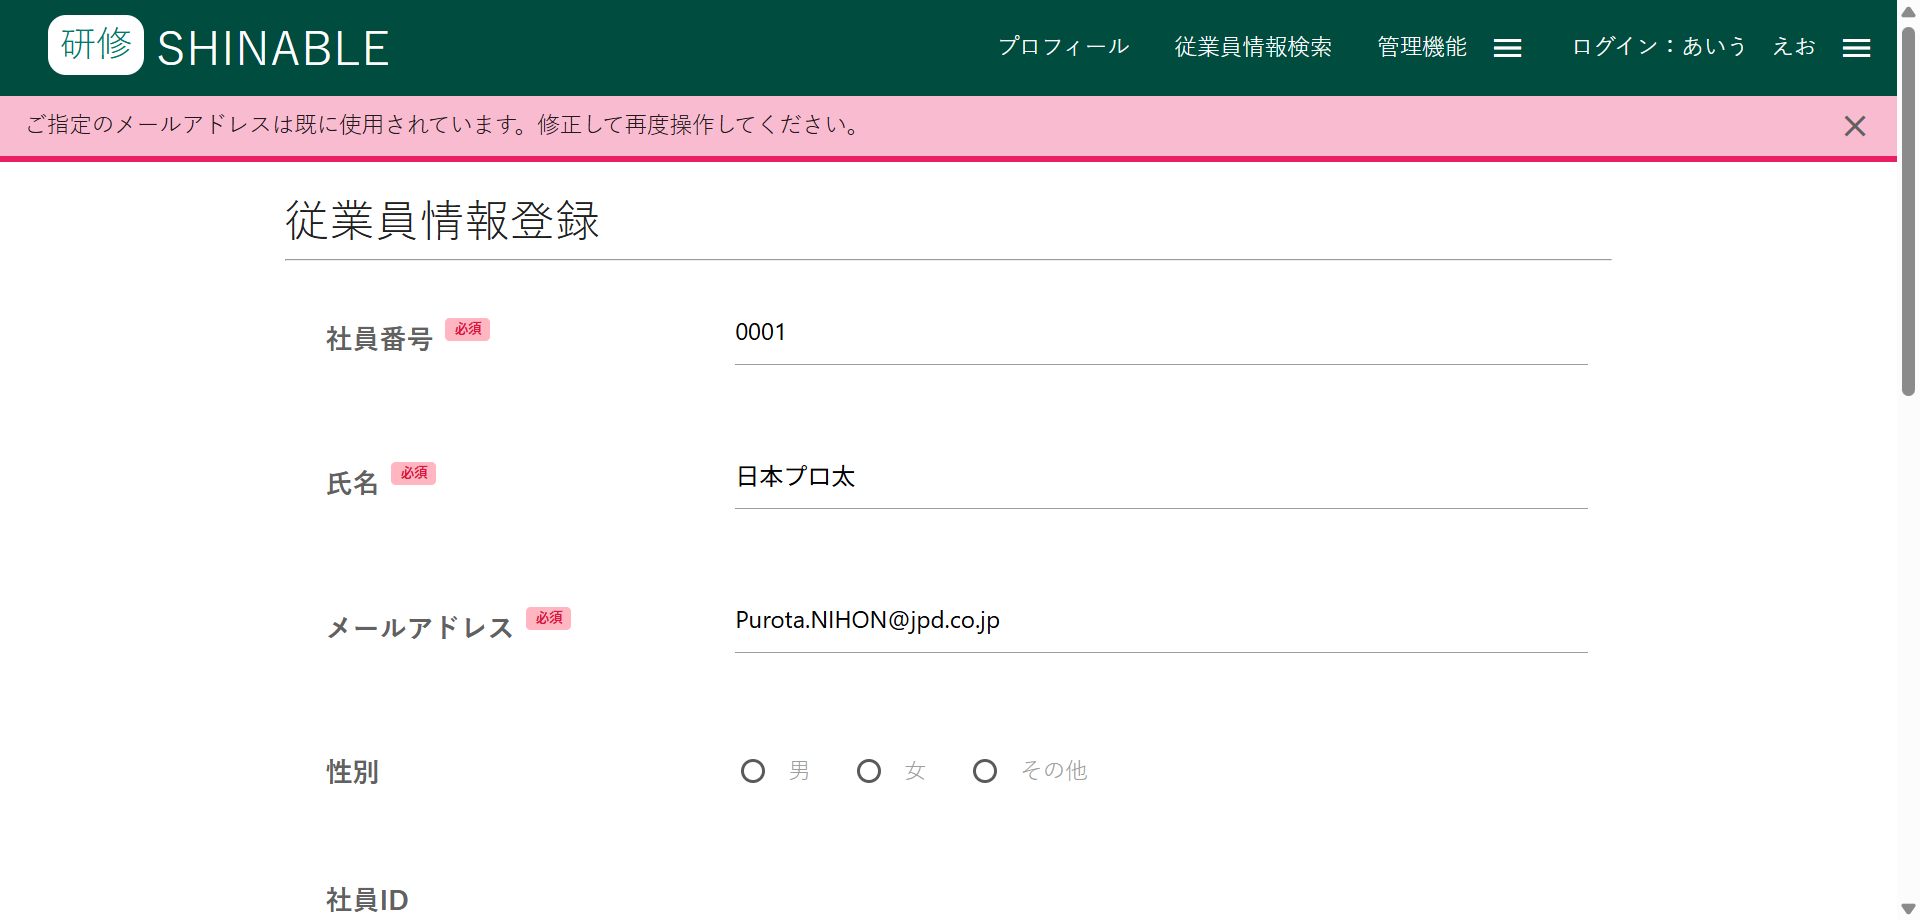 研修 SHINABLE プロフィール 従業員情報検索 管理機能 ログイン：あいう えお
ご指定のメールアドレスは既に使用されています。修正して再度操作してください。
従業員情報登録
社員番号 必須 0001
氏名 必須 日本プロ太
メールアドレス 必須 Purota.NIHON@jpd.co.jp
性別 男 女 その他
社員ID